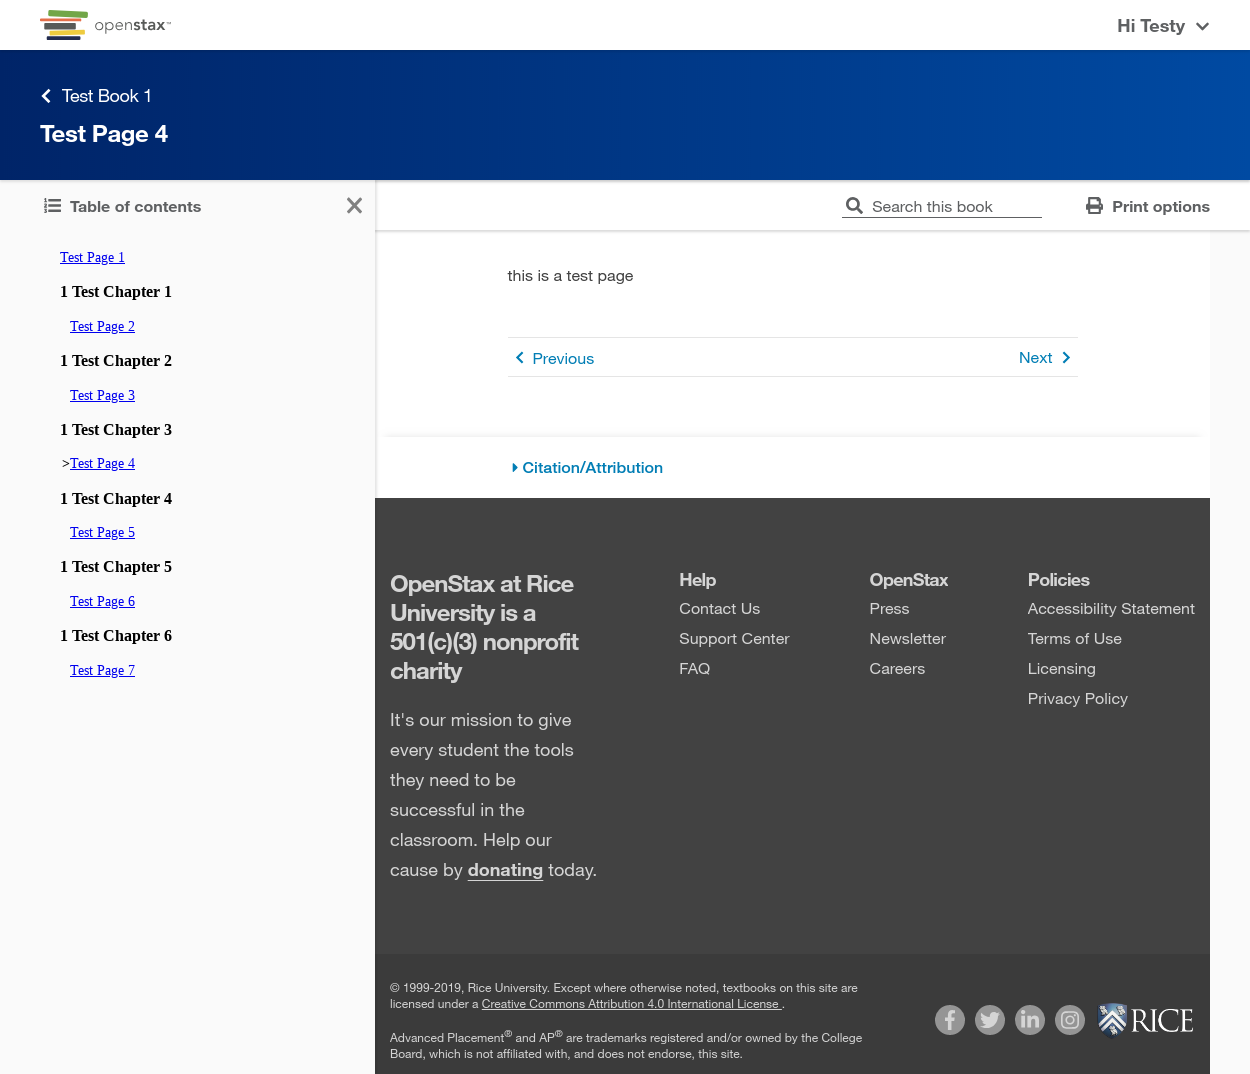 openstax™
Hi Testy
Test Book 1
Test Page 4
Table of contents
Search this book
Print options
Test Page 1
1 Test Chapter 1
Test Page 2
1 Test Chapter 2
Test Page 3
1 Test Chapter 3
>Test Page 4
1 Test Chapter 4
Test Page 5
1 Test Chapter 5
Test Page 6
1 Test Chapter 6
Test Page 7
this is a test page
Previous
Next
Citation/Attribution
OpenStax at Rice
University is a
501(c)(3) nonprofit
charity
It's our mission to give
every student the tools
they need to be
successful in the
classroom. Help our
cause by donating today.
Help
Contact Us
Support Center
FAQ
OpenStax
Press
Newsletter
Careers
Policies
Accessibility Statement
Terms of Use
Licensing
Privacy Policy
© 1999-2019, Rice University. Except where otherwise noted, textbooks on this site are
licensed under a Creative Commons Attribution 4.0 International License .
Advanced Placement® and AP® are trademarks registered and/or owned by the College
Board, which is not affiliated with, and does not endorse, this site.
RICE